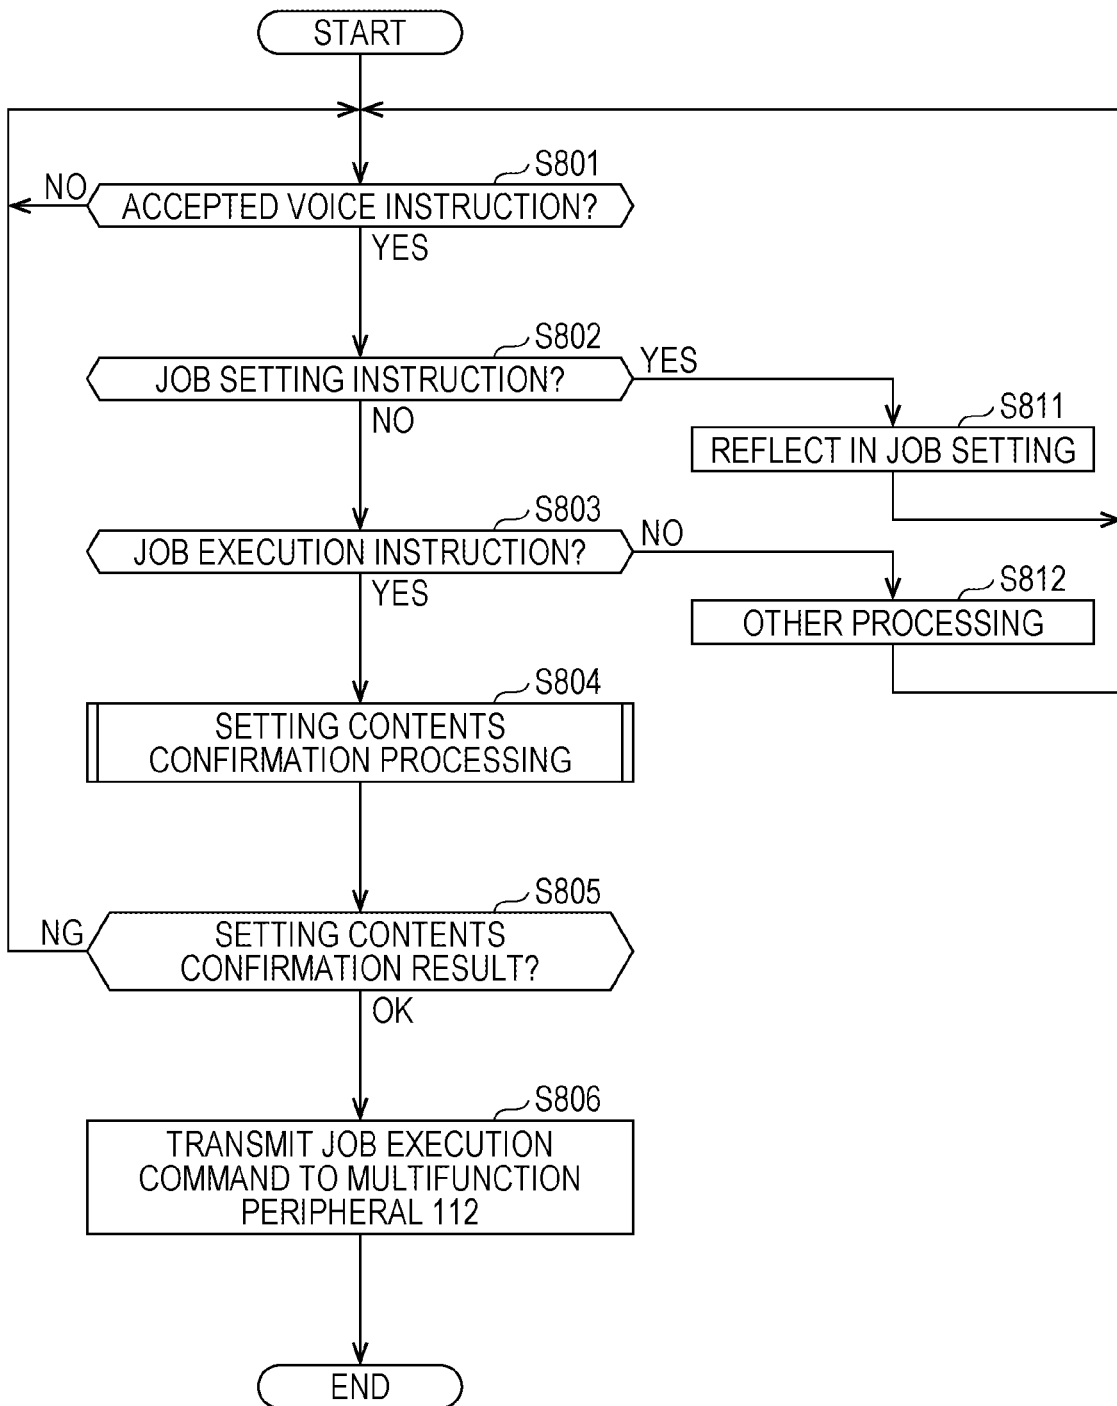 START
S801
NO
ACCEPTED VOICE INSTRUCTION?
YES
S802
JOB SETTING INSTRUCTION?
YES
NO
S811
REFLECT IN JOB SETTING
S803
JOB EXECUTION INSTRUCTION?
NO
YES
S812
OTHER PROCESSING
S804
SETTING CONTENTS
CONFIRMATION PROCESSING
S805
NG
SETTING CONTENTS
CONFIRMATION RESULT?
OK
S806
TRANSMIT JOB EXECUTION
COMMAND TO MULTIFUNCTION
PERIPHERAL 112
END